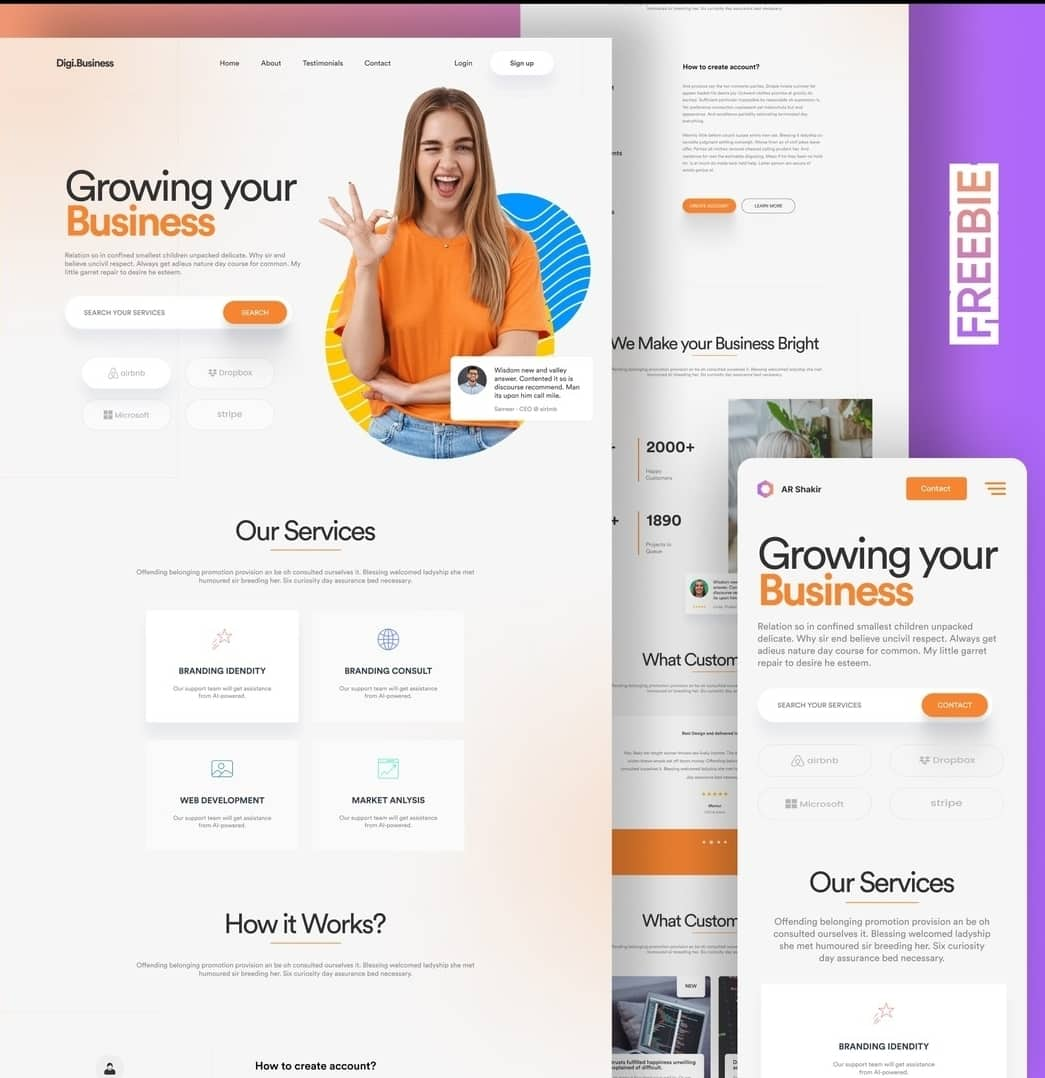 Digi.Business
Home
About
Testimonials
Contact
Login
Sign up
Growing your
Business
Relation so in confined smallest children unpacked delicate. Why sir end
believe uncivil respect. Always get adieus nature day course for common. My
little garret repair to desire he esteem.
SEARCH YOUR SERVICES
SEARCH
airbnb
Dropbox
Microsoft
stripe
Wisdom new and valley
answer. Contented it so is
discourse recommend. Man
its upon him call mile.
CEO @ airbnb
Our Services
Offending belonging promotion provision an be oh consulted ourselves it. Blessing welcomed ladyship she met
humoured sir breeding her. Six curiosity day assurance bed necessary.
BRANDING IDENDITY
Our support team will get assistance
from AI-powered.
BRANDING CONSULT
Our support team will get assistance
from AI-powered.
WEB DEVELOPMENT
Our support team will get assistance
from AI-powered.
MARKET ANLYSIS
Our support team will get assistance
from AI-powered.
How it Works?
Offending belonging promotion provision an be oh consulted ourselves it. Blessing welcomed ladyship she met
humoured sir breeding her. Six curiosity day assurance bed necessary.
How to create account?
How to create account?
CREATE ACCOUNT
LEARN MORE
We Make your Business Bright
2000+
Happy
Customers
1890
Projects in
Queue
What Custom
Best Design and delivered
What Custom
NEW
FREEBIE
AR Shakir
Contact
Growing your
Business
Relation so in confined smallest children unpacked
delicate. Why sir end believe uncivil respect. Always get
adieus nature day course for common. My little garret
repair to desire he esteem.
SEARCH YOUR SERVICES
CONTACT
airbnb
Dropbox
Microsoft
stripe
Our Services
Offending belonging promotion provision an be oh
consulted ourselves it. Blessing welcomed ladyship
she met humoured sir breeding her. Six curiosity
day assurance bed necessary.
BRANDING IDENDITY
Our support team will get assistance
from AI-powered.